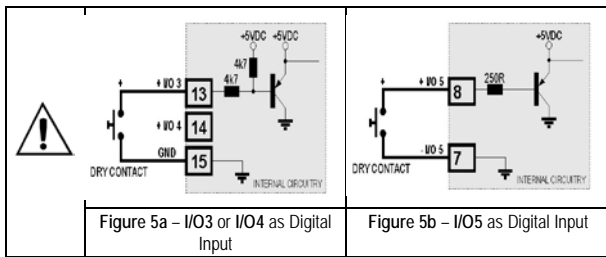 +5VDC +5VDC
4k7
4k7
+ + I/O 3 13
+ I/O 4 14
GND 15
DRY CONTACT
INTERNAL CIRCUITRY
Figure 5a – I/O3 or I/O4 as Digital
Input
+5VDC
250R
+ + I/O 5 8
- I/O 5 7
DRY CONTACT
INTERNAL CIRCUITRY
Figure 5b – I/O5 as Digital Input